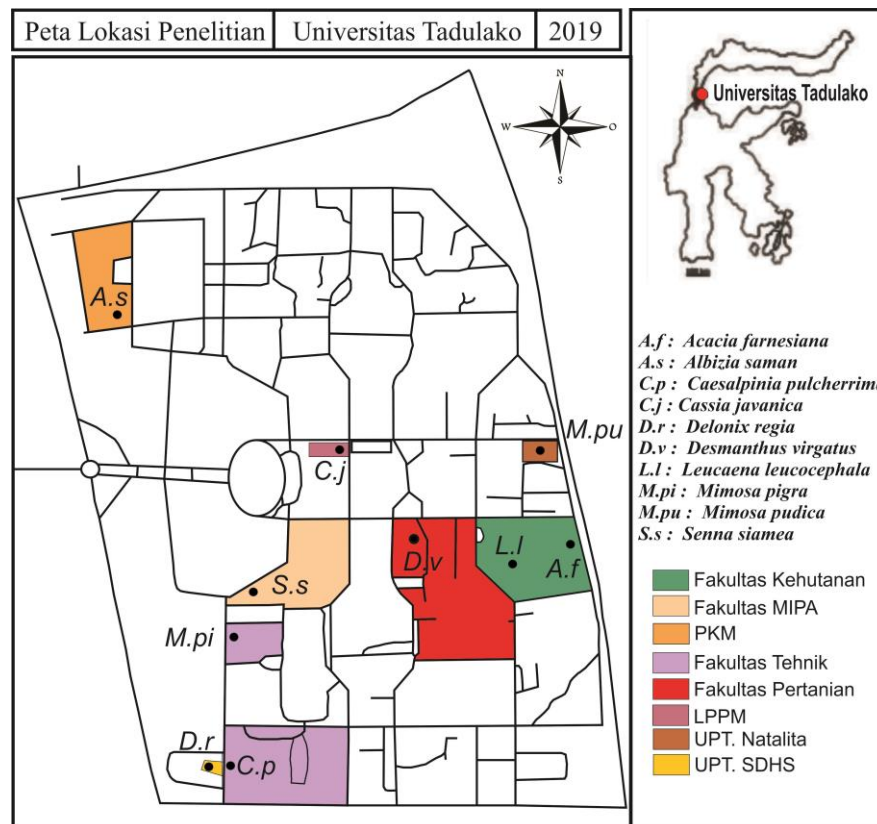 Peta Lokasi Penelitian Universitas Tadulako 2019
N
W O
S
A.s
M.pu
C.j
D.v
L.l
A.f
S.s
M.pi
D.r
C.p
Universitas Tadulako
A.f : Acacia farnesiana
A.s : Albizia saman
C.p : Caesalpinia pulcherrima
C.j : Cassia javanica
D.r : Delonix regia
D.v : Desmanthus virgatus
L.l : Leucaena leucocephala
M.pi : Mimosa pigra
M.pu : Mimosa pudica
S.s : Senna siamea
Fakultas Kehutanan
Fakultas MIPA
PKM
Fakultas Tehnik
Fakultas Pertanian
LPPM
UPT. Natalita
UPT. SDHS